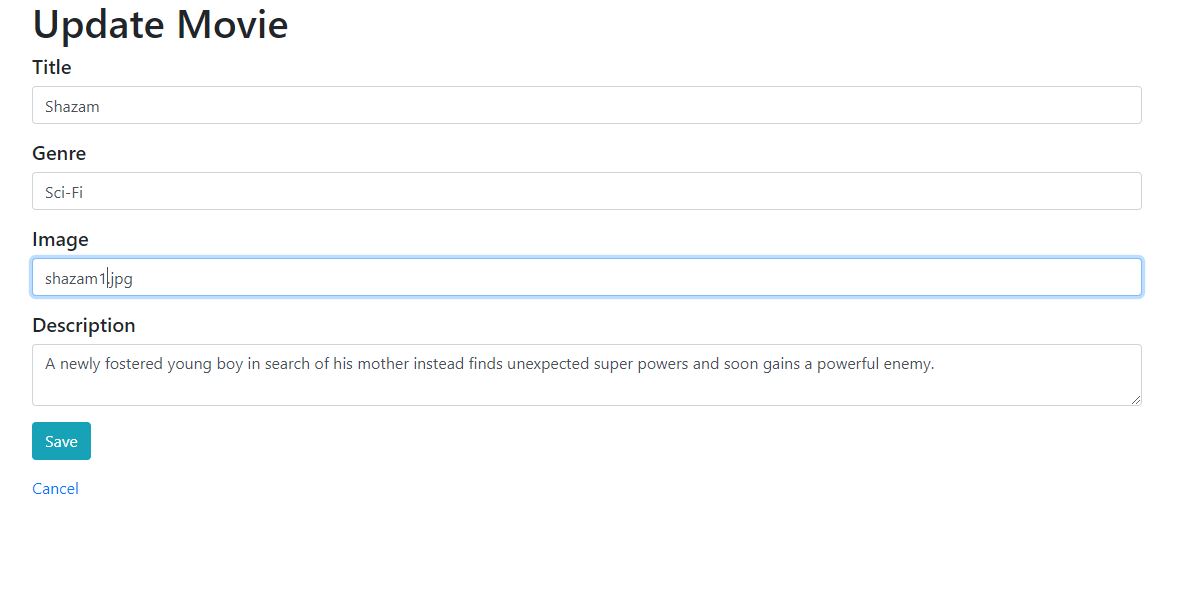 Update Movie
Title
Shazam
Genre
Sci-Fi
Image
shazam1.jpg
Description
A newly fostered young boy in search of his mother instead finds unexpected super powers and soon gains a powerful enemy.
Save
Cancel